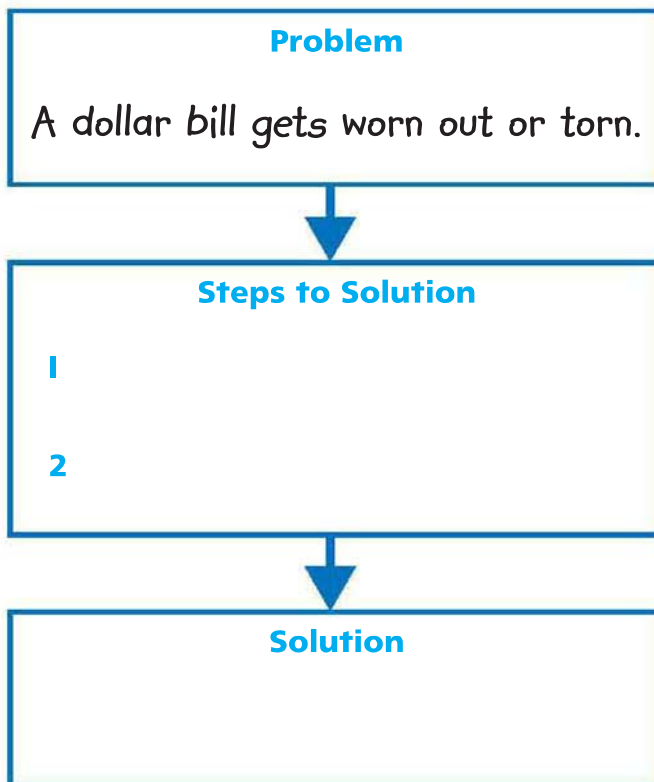 Problem
A dollar bill gets worn out or torn.
Steps to Solution
1
2
Solution